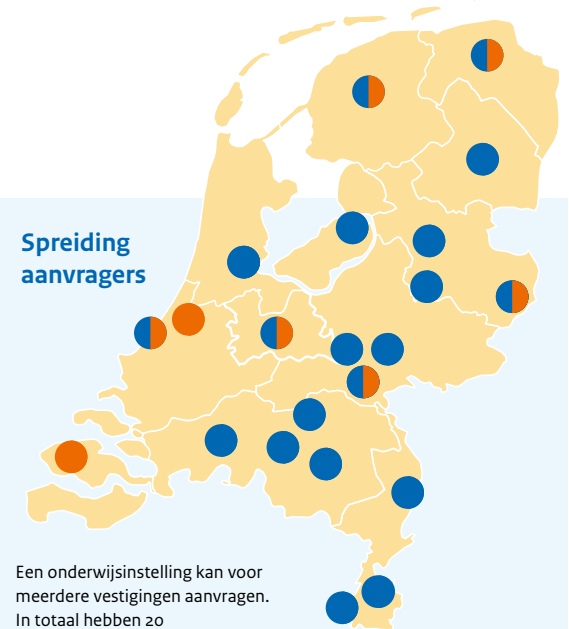 Spreiding
aanvragers
Een onderwijsinstelling kan voor
meerdere vestigingen aanvragen.
In totaal hebben 20